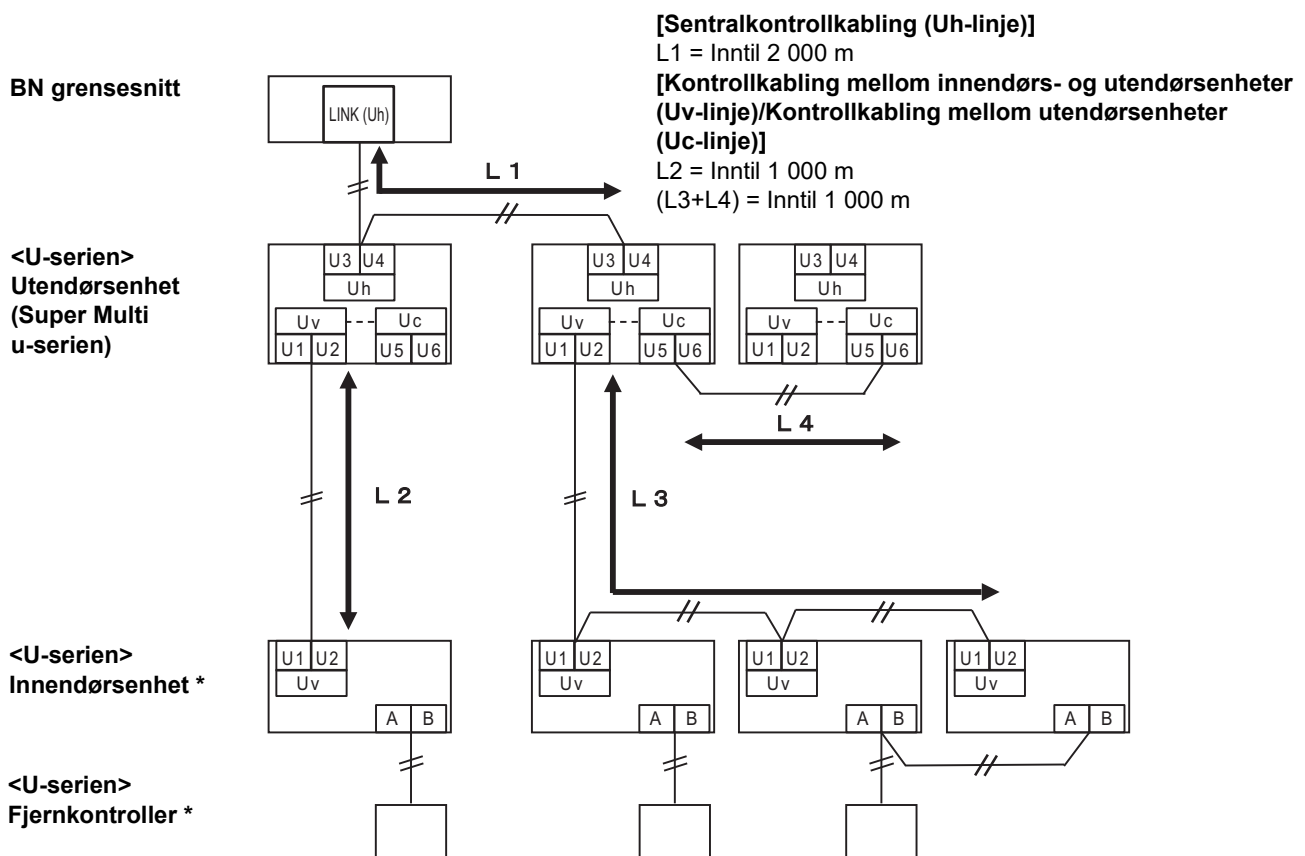 [Sentralkontrollkabling (Uh-linje)]
L1 = Inntil 2 000 m
[Kontrollkabling mellom innendørs- og utendørsenheter
(Uv-linje)/Kontrollkabling mellom utendørsenheter
(Uc-linje)]
L2 = Inntil 1 000 m
(L3+L4) = Inntil 1 000 m
BN grensesnitt
LINK (Uh)
L 1
<U-serien>
Utendørsenhet
(Super Multi
u-serien)
U3 U4 U3 U4 U3 U4
Uh Uh Uh
Uv Uc Uv Uc Uv Uc
U1 U2 U5 U6 U1 U2 U5 U6 U1 U2 U5 U6
L 4
L 2 L 3
<U-serien>
Innendørsenhet *
U1 U2 U1 U2 U1 U2 U1 U2
Uv Uv Uv Uv
A B A B A B A B
<U-serien>
Fjernkontroller *